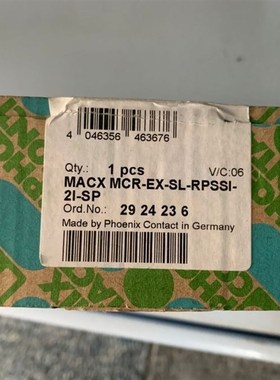 4 046356 463676
Qty.: 1 pcs V/C:06
MACX MCR-EX-SL-RPSSI-
2I-SP
Ord.No.: 29 24 23 6
Made by Phoenix Contact in Germany